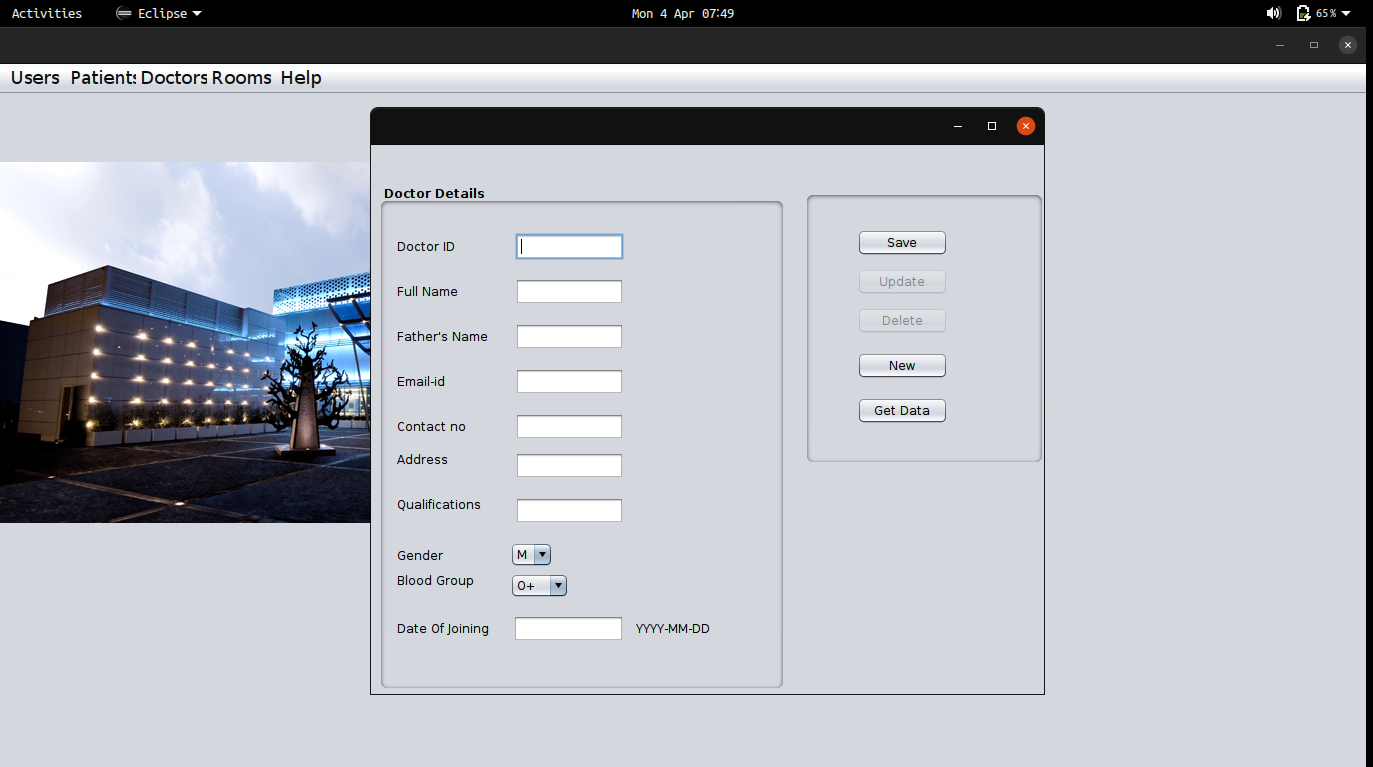 Activities Eclipse Mon 4 Apr 07:49 65%
Users Patients Doctors Rooms Help
Doctor Details
Doctor ID
Full Name
Father's Name
Email-id
Contact no
Address
Qualifications
Gender M
Blood Group O+
Date Of Joining YYYY-MM-DD
Save
Update
Delete
New
Get Data